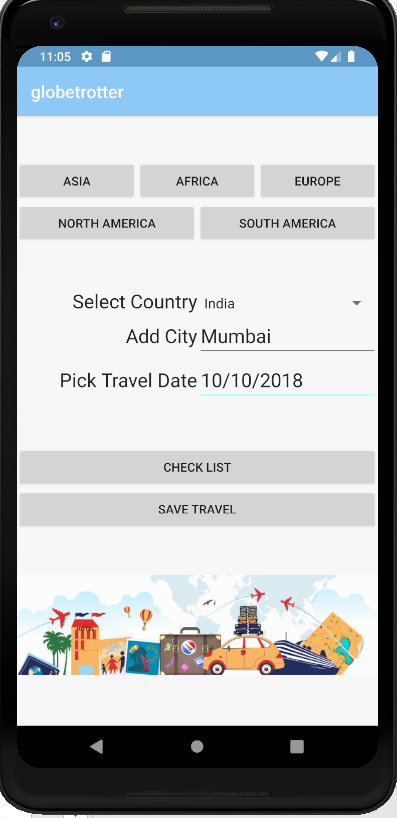 11:05
globetrotter
ASIA AFRICA EUROPE
NORTH AMERICA SOUTH AMERICA
Select Country India
Add City Mumbai
Pick Travel Date 10/10/2018
CHECK LIST
SAVE TRAVEL
HOTEL